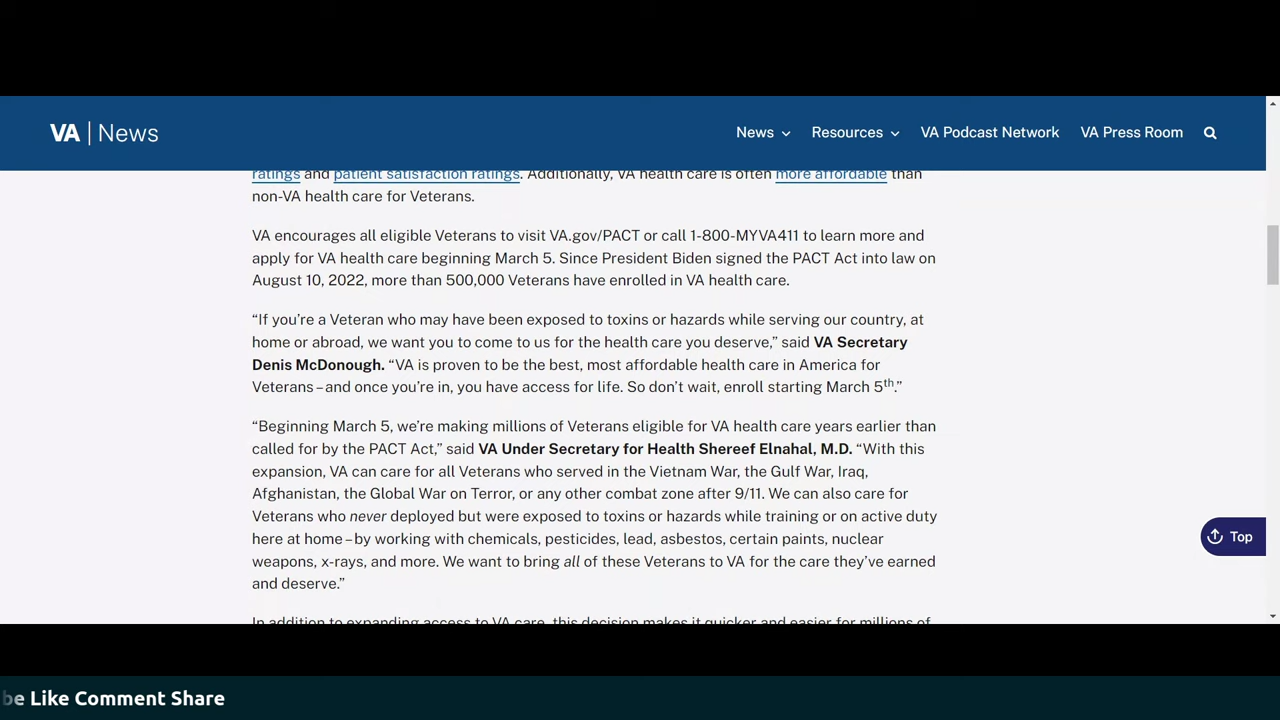 VA | News
News
Resources
VA Podcast Network
VA Press Room
ratings and patient satisfaction ratings. Additionally, VA health care is often more affordable than
non-VA health care for Veterans.
VA encourages all eligible Veterans to visit VA.gov/PACT or call 1-800-MYVA411 to learn more and
apply for VA health care beginning March 5. Since President Biden signed the PACT Act into law on
August 10, 2022, more than 500,000 Veterans have enrolled in VA health care.
“If you’re a Veteran who may have been exposed to toxins or hazards while serving our country, at
home or abroad, we want you to come to us for the health care you deserve,” said VA Secretary
Denis McDonough. “VA is proven to be the best, most affordable health care in America for
Veterans – and once you’re in, you have access for life. So don’t wait, enroll starting March 5th.”
“Beginning March 5, we’re making millions of Veterans eligible for VA health care years earlier than
called for by the PACT Act,” said VA Under Secretary for Health Shereef Elnahal, M.D. “With this
expansion, VA can care for all Veterans who served in the Vietnam War, the Gulf War, Iraq,
Afghanistan, the Global War on Terror, or any other combat zone after 9/11. We can also care for
Veterans who never deployed but were exposed to toxins or hazards while training or on active duty
here at home – by working with chemicals, pesticides, lead, asbestos, certain paints, nuclear
weapons, x-rays, and more. We want to bring all of these Veterans to VA for the care they’ve earned
and deserve.”
Top
In addition to expanding access to VA care, this decision makes it quicker and easier for millions of
be Like Comment Share